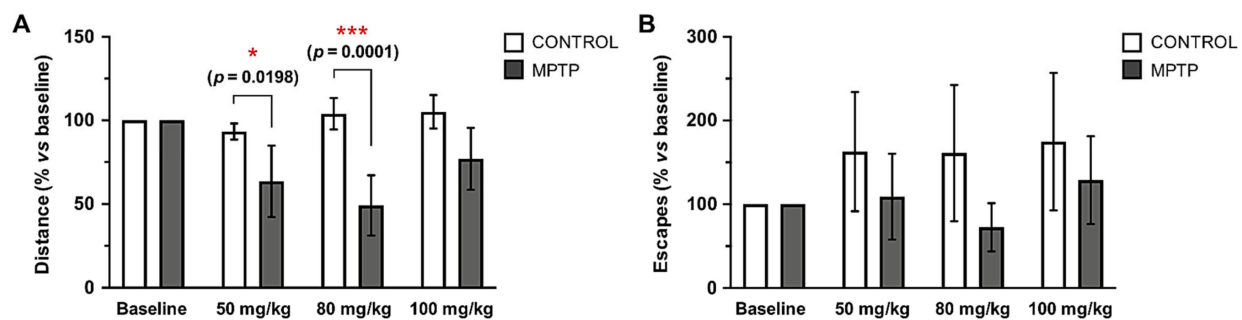 A
Distance (% vs baseline)
150
100
50
0
*
(p = 0.0198)
***
(p = 0.0001)
CONTROL
MPTP
Baseline
50 mg/kg
80 mg/kg
100 mg/kg
B
Escapes (% vs baseline)
300
200
150
100
50
0
CONTROL
MPTP
Baseline
50 mg/kg
80 mg/kg
100 mg/kg